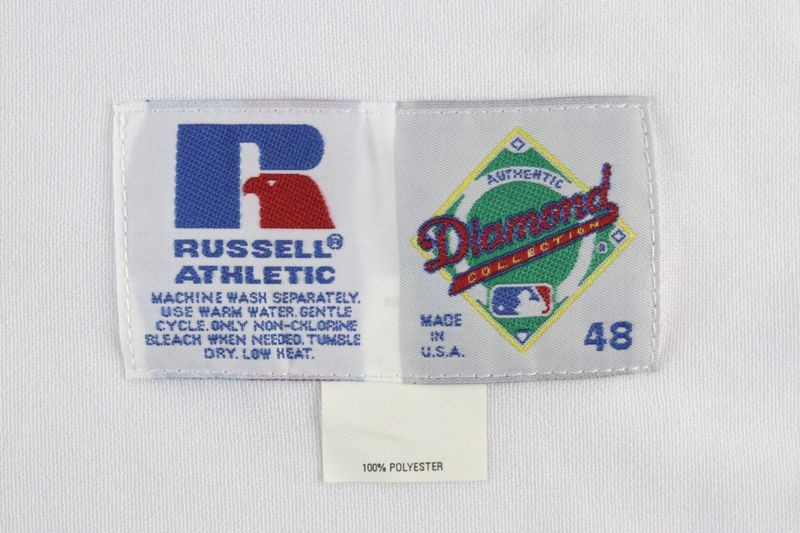 RUSSELL®
ATHLETIC
MACHINE WASH SEPARATELY.
USE WARM WATER. GENTLE
CYCLE. ONLY NON-CHLORINE
BLEACH WHEN NEEDED. TUMBLE
DRY. LOW HEAT.
AUTHENTIC
Diamond
COLLECTION
®
MADE
IN
U.S.A.
48
100% POLYESTER